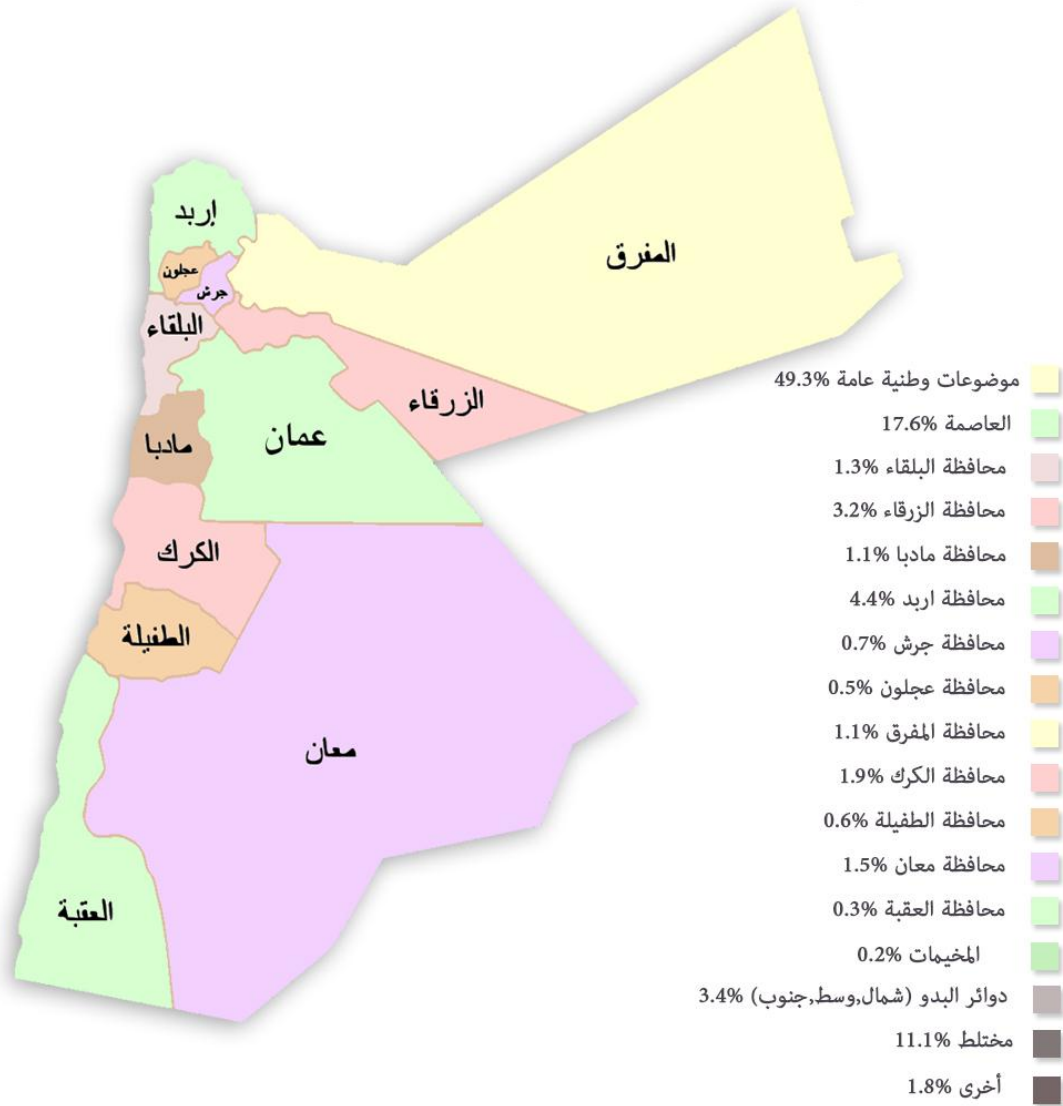 المفرق
إربد
عجلون
جرش
البلقاء
الزرقاء
عمان
مادبا
الكرك
الطفيلة
معان
العقبة
موضوعات وطنية عامة 49.3%
العاصمة 17.6%
محافظة البلقاء 1.3%
محافظة الزرقاء 3.2%
محافظة مادبا 1.1%
محافظة اربد 4.4%
محافظة جرش 0.7%
محافظة عجلون 0.5%
محافظة المفرق 1.1%
محافظة الكرك 1.9%
محافظة الطفيلة 0.6%
محافظة معان 1.5%
محافظة العقبة 0.3%
المخيمات 0.2%
دوائر البدو (شمال,وسط,جنوب) 3.4%
مختلط 11.1%
أخرى 1.8%